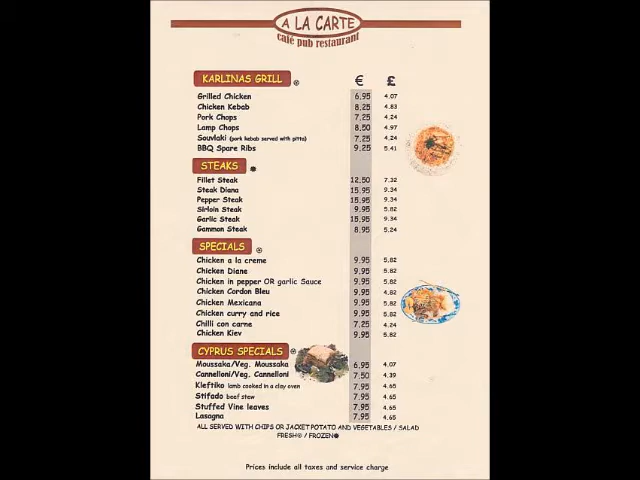 A LA CARTE
café pub restaurant
KARLINAS GRILL € £
Grilled Chicken 6,95 4.07
Chicken Kebab 8,25 4.83
Pork Chops 7,25 4.24
Lamp Chops 8,50 4.97
Souvlaki (pork kebab served with pitta) 7,25 4.24
BBQ Spare Ribs 9,25 5.41
STEAKS
Fillet Steak 12,50 7.32
Steak Diana 15,95 9.34
Pepper Steak 15,95 9.34
Sirloin Steak 9,95 5.82
Garlic Steak 15,95 9.34
Gammon Steak 8,95 5.24
SPECIALS
Chicken a la creme 9,95 5.82
Chicken Diane 9,95 5.82
Chicken in pepper OR garlic Sauce 9,95 5.82
Chicken Cordon Bleu 9,95 4.82
Chicken Mexicana 9,95 5.82
Chicken curry and rice 9,95 5.82
Chilli con carne 7,25 4.24
Chicken Kiev 9,95 5.82
CYPRUS SPECIALS
Moussaka/Veg. Moussaka 6,95 4.07
Cannelloni/Veg. Cannelloni 7,50 4.39
Kleftiko lamb cooked in a clay oven 7,95 4.65
Stifado beef stew 7,95 4.65
Stuffed Vine leaves 7,95 4.65
Lasagna 7,95 4.65
ALL SERVED WITH CHIPS OR JACKET POTATO AND VEGETABLES / SALAD
FRESH / FROZEN
Prices include all taxes and service charge